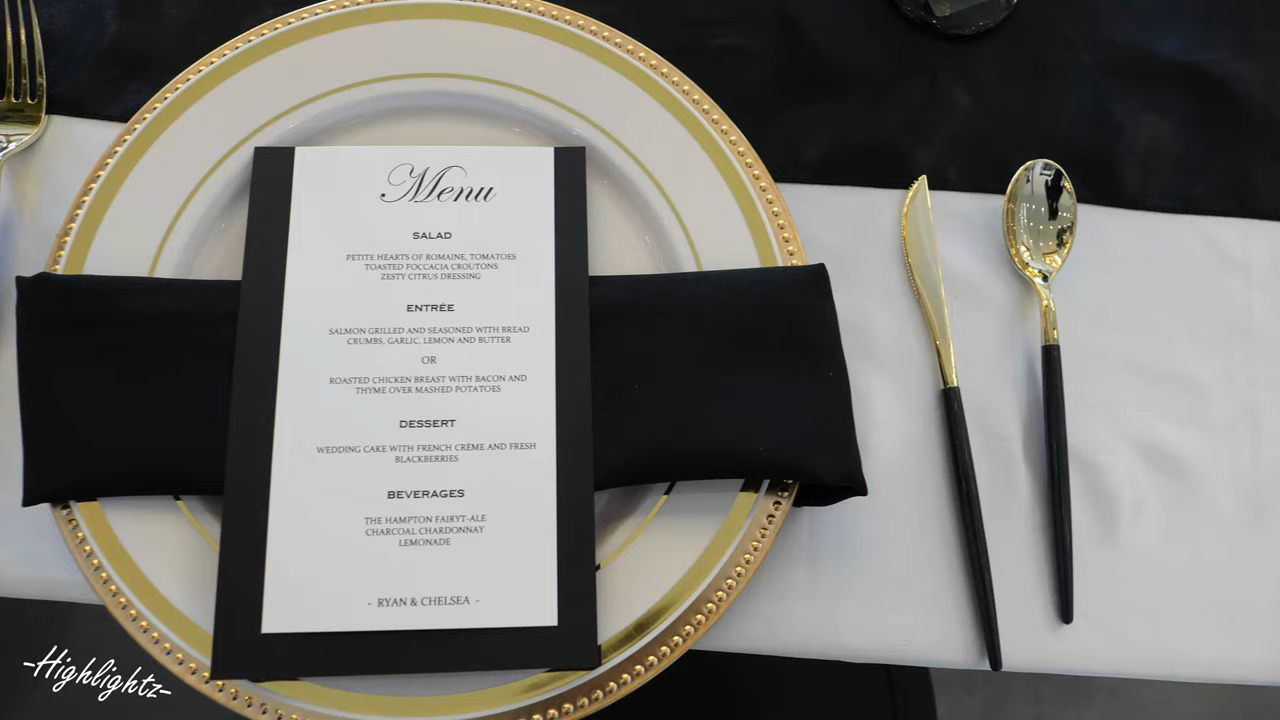 Menu
SALAD
PETITE HEARTS OF ROMAINE, TOMATOES
TOASTED FOCCACIA CROUTONS
ZESTY CITRUS DRESSING
ENTRÉE
SALMON GRILLED AND SEASONED WITH BREAD
CRUMBS, GARLIC, LEMON AND BUTTER
OR
ROASTED CHICKEN BREAST WITH BACON AND
THYME OVER MASHED POTATOES
DESSERT
WEDDING CAKE WITH FRENCH CRÈME AND FRESH
BLACKBERRIES
BEVERAGES
THE HAMPTON FAIRYT-ALE
CHARCOAL CHARDONNAY
LEMONADE
- RYAN & CHELSEA -
-Highlightz-